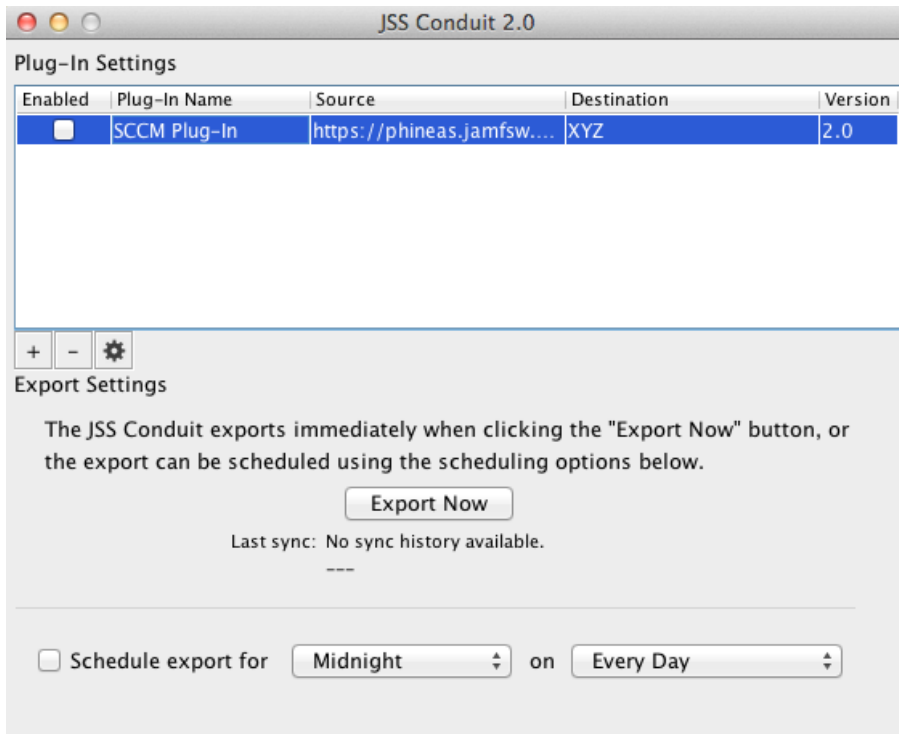 JSS Conduit 2.0
Plug-In Settings
Enabled Plug-In Name Source Destination Version
SCCM Plug-In https://phineas.jamfsw.... XYZ 2.0
+ -
Export Settings
The JSS Conduit exports immediately when clicking the "Export Now" button, or
the export can be scheduled using the scheduling options below.
Export Now
Last sync: No sync history available.
---
Schedule export for Midnight on Every Day